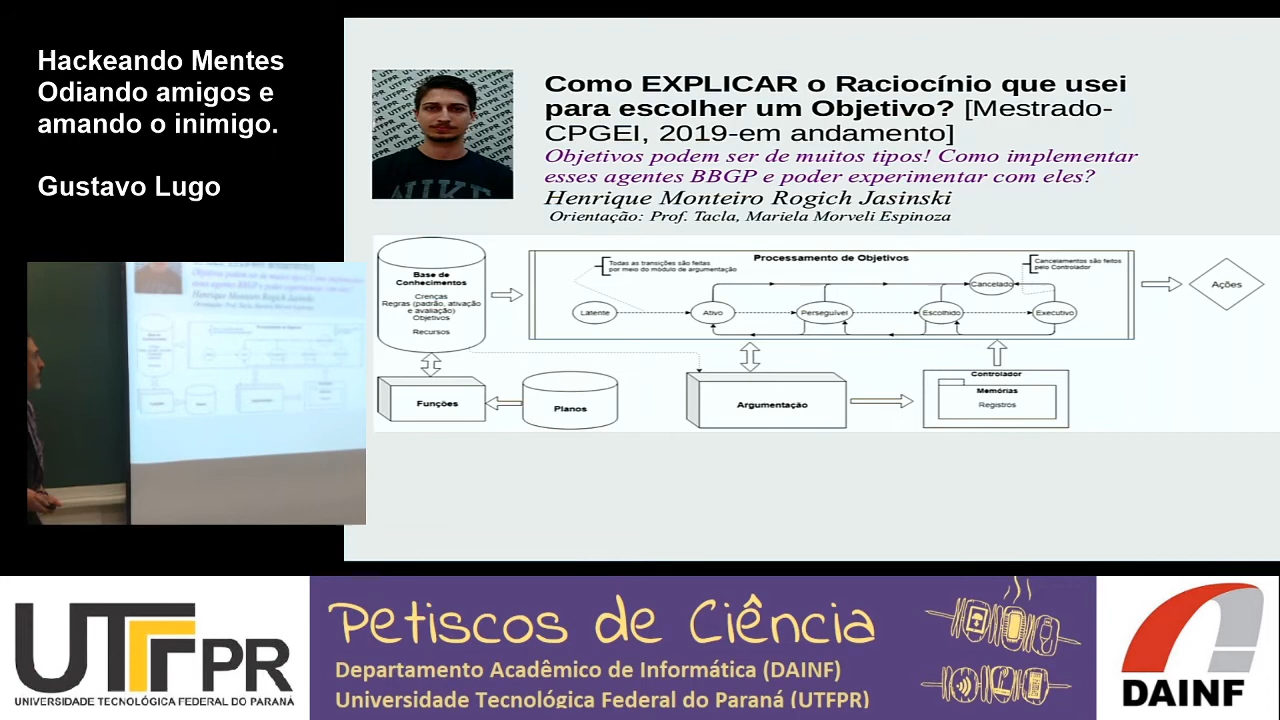 Hackeando Mentes
Odiando amigos e
amando o inimigo.
Gustavo Lugo
Como EXPLICAR o Raciocínio que usei
para escolher um Objetivo? [Mestrado-
CPGEI, 2019-em andamento]
Objetivos podem ser de muitos tipos! Como implementar
esses agentes BBGP e poder experimentar com eles?
Henrique Monteiro Rogich Jasinski
Orientação: Prof. Tacla, Mariela Morveli Espinoza
UTFPR
NIKE
Base de
Conhecimentos
Crenças
Regras (padrão, ativação
e avaliação)
Objetivos
Recursos
Processamento de Objetivos
Todas as transições são feitas
por meio do módulo de argumentação
Cancelamentos são feitos
pelo Controlador
Cancelado
Latente
Ativo
Perseguível
Escolhido
Executivo
Ações
Funções
Planos
Argumentação
Controlador
Memórias
Registros
UTFPR
UNIVERSIDADE TECNOLÓGICA FEDERAL DO PARANÁ
Petiscos de Ciência
Departamento Acadêmico de Informática (DAINF)
Universidade Tecnológica Federal do Paraná (UTFPR)
DAINF